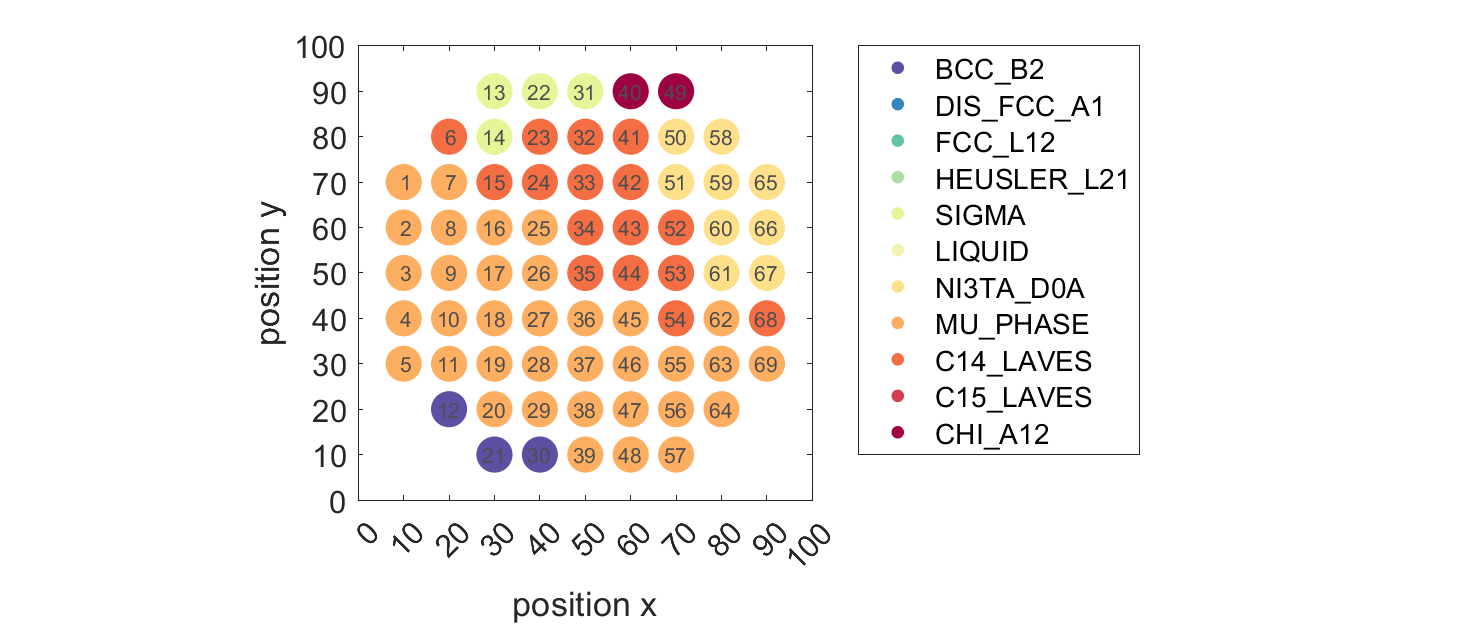 100
90
80
70
60
50
40
30
20
10
0
position y
13 22 31 40 49
6 14 23 32 41 50 58
1 7 15 24 33 42 51 59 65
2 8 16 25 34 43 52 60 66
3 9 17 26 35 44 53 61 67
4 10 18 27 36 45 54 62 68
5 11 19 28 37 46 55 63 69
12 20 29 38 47 56 64
21 30 39 48 57
0 10 20 30 40 50 60 70 80 90 100
position x
BCC_B2
DIS_FCC_A1
FCC_L12
HEUSLER_L21
SIGMA
LIQUID
NI3TA_D0A
MU_PHASE
C14_LAVES
C15_LAVES
CHI_A12